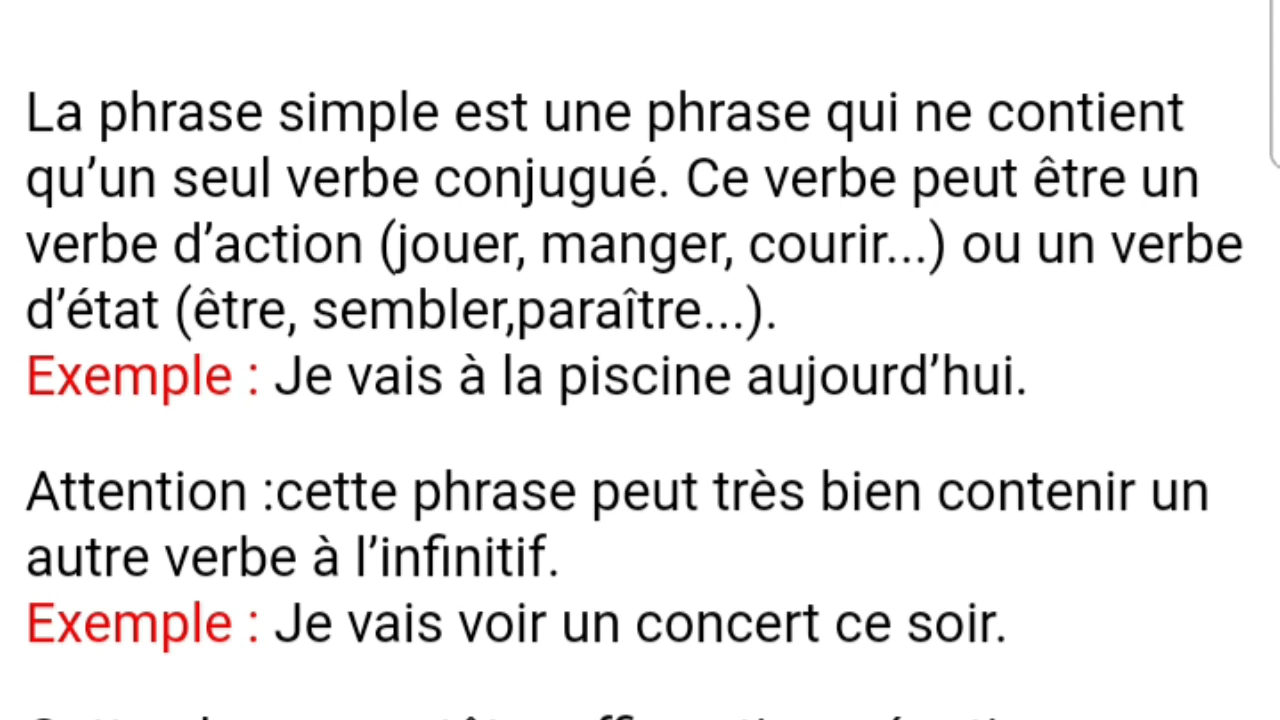 La phrase simple est une phrase qui ne contient
qu’un seul verbe conjugué. Ce verbe peut être un
verbe d’action (jouer, manger, courir...) ou un verbe
d’état (être, sembler,paraître...).
Exemple : Je vais à la piscine aujourd’hui.
Attention :cette phrase peut très bien contenir un
autre verbe à l’infinitif.
Exemple : Je vais voir un concert ce soir.